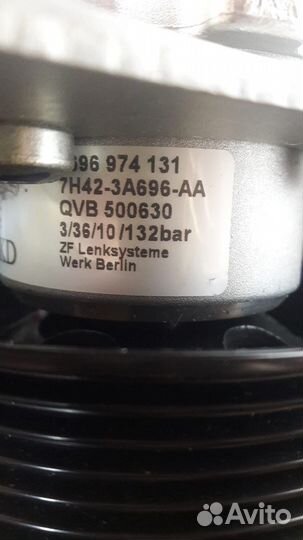 696 974 131
7H42-3A696-AA
QVB 500630
3/36/10/132bar
ZF Lenksysteme
Werk Berlin
Avito